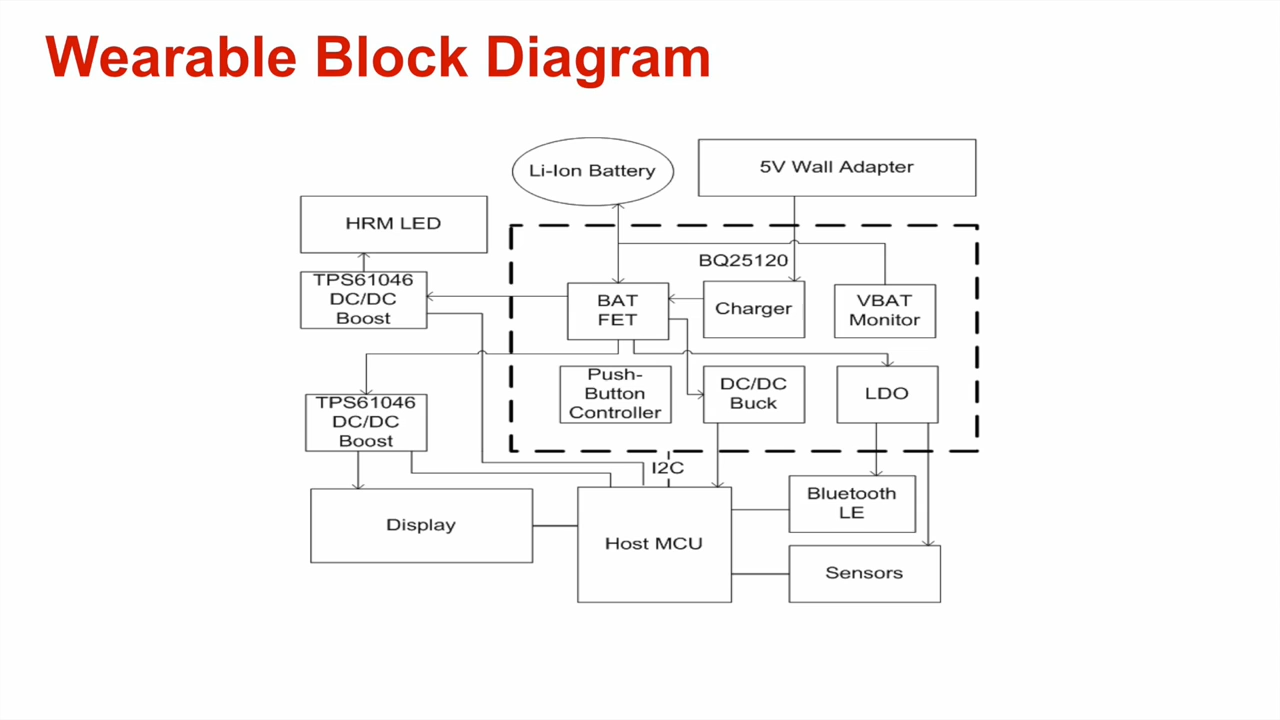 Wearable Block Diagram
Li-Ion Battery
5V Wall Adapter
HRM LED
BQ25120
TPS61046
DC/DC
Boost
BAT
FET
Charger
VBAT
Monitor
Push-
Button
Controller
DC/DC
Buck
LDO
TPS61046
DC/DC
Boost
I2C
Display
Host MCU
Bluetooth
LE
Sensors